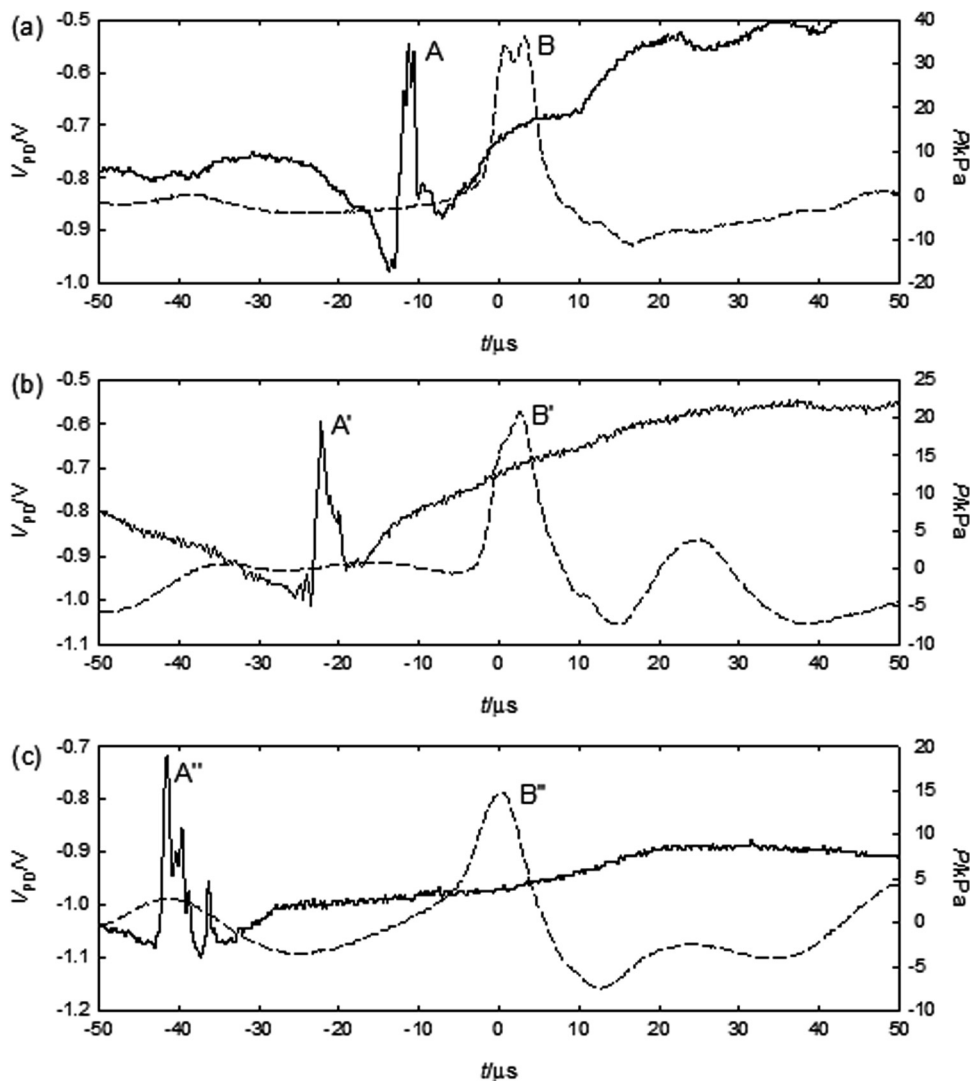 (a)
-0.5 -0.6 -0.7 -0.8 -0.9 -1.0
V_PD/V
A B
40 30 20 10 0 -10 -20
P/kPa
-50 -40 -30 -20 -10 0 10 20 30 40 50
t/μs
(b)
-0.5 -0.6 -0.7 -0.8 -0.9 -1.0 -1.1
V_PD/V
A' B'
25 20 15 10 5 0 -5 -10
P/kPa
-50 -40 -30 -20 -10 0 10 20 30 40 50
t/μs
(c)
-0.7 -0.8 -0.9 -1.0 -1.1 -1.2
V_PD/V
A" B"
20 15 10 5 0 -5 -10
P/kPa
-50 -40 -30 -20 -10 0 10 20 30 40 50
t/μs